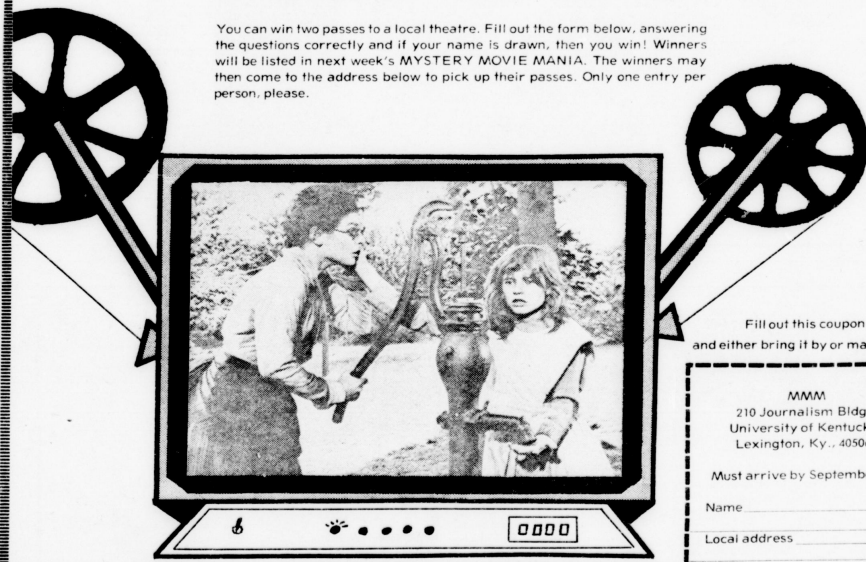 You can win two passes to a local theatre. Fill out the form below, answering
the questions correctly and if your name is drawn, then you win! Winners
will be listed in next week's MYSTERY MOVIE MANIA. The winners may
then come to the address below to pick up their passes. Only one entry per
person, please.
Fill out this coupon
and either bring it by or ma
MMM
210 Journalism Bldg
University of Kentuck
Lexington, Ky., 4050
Must arrive by Septembe
Name
Local address
0000